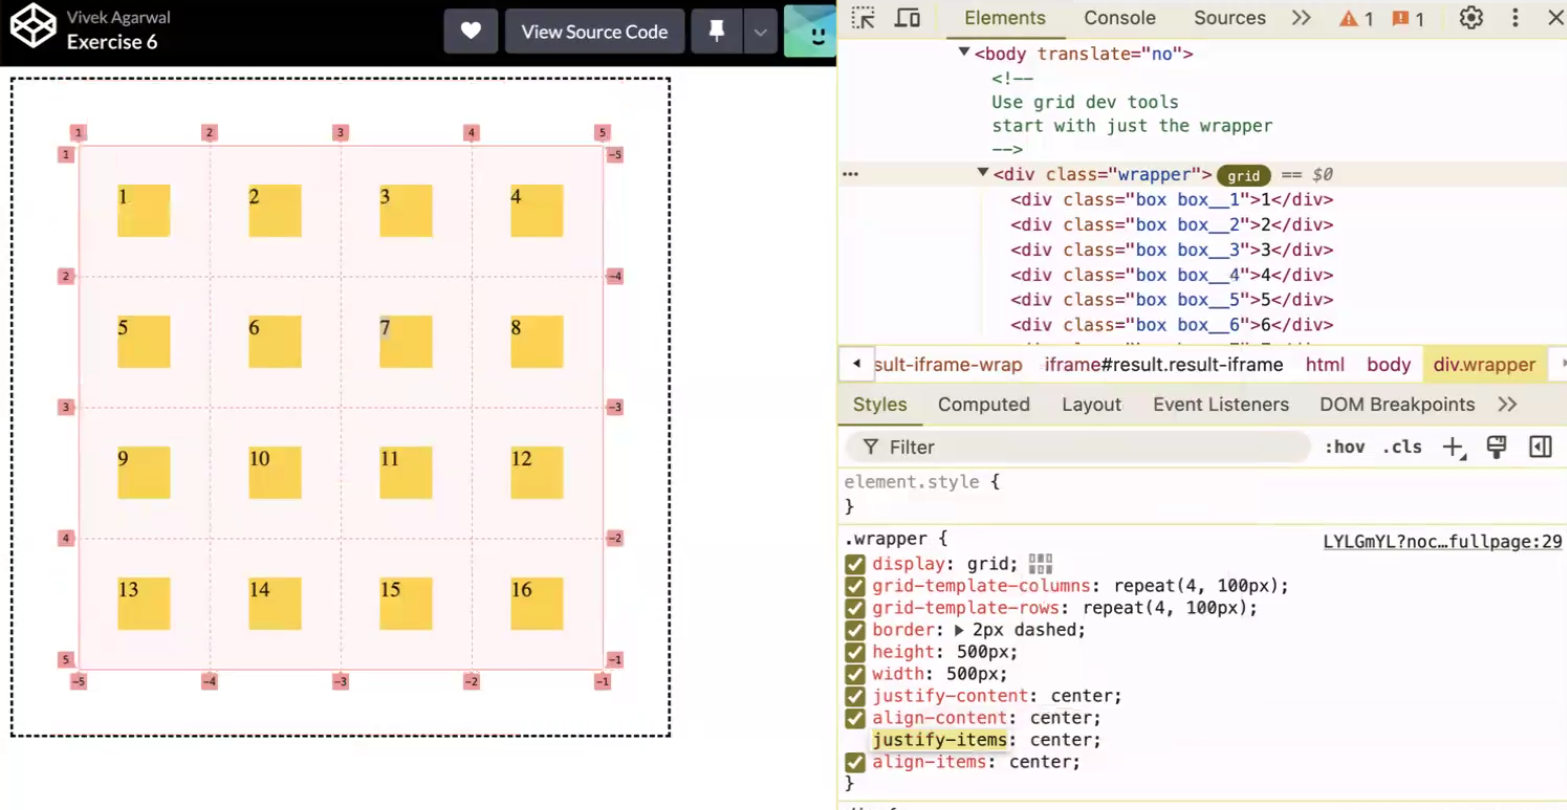 Vivek Agarwal
Exercise 6
View Source Code
1 2 3 4 5
1 -5
1 2 3 4
2 -4
5 6 7 8
3 -3
9 10 11 12
4 -2
13 14 15 16
5 -1
-5 -4 -3 -2 -1
Elements Console Sources >> 1 1
<body translate="no">
<!--
Use grid dev tools
start with just the wrapper
-->
... <div class="wrapper"> grid == $0
<div class="box box__1">1</div>
<div class="box box__2">2</div>
<div class="box box__3">3</div>
<div class="box box__4">4</div>
<div class="box box__5">5</div>
<div class="box box__6">6</div>
sult-iframe-wrap iframe#result.result-iframe html body div.wrapper
Styles Computed Layout Event Listeners DOM Breakpoints >>
Filter :hov .cls
element.style {
}
.wrapper { LYLGmYL?noc…fullpage:29
display: grid;
grid-template-columns: repeat(4, 100px);
grid-template-rows: repeat(4, 100px);
border: 2px dashed;
height: 500px;
width: 500px;
justify-content: center;
align-content: center;
justify-items: center;
align-items: center;
}